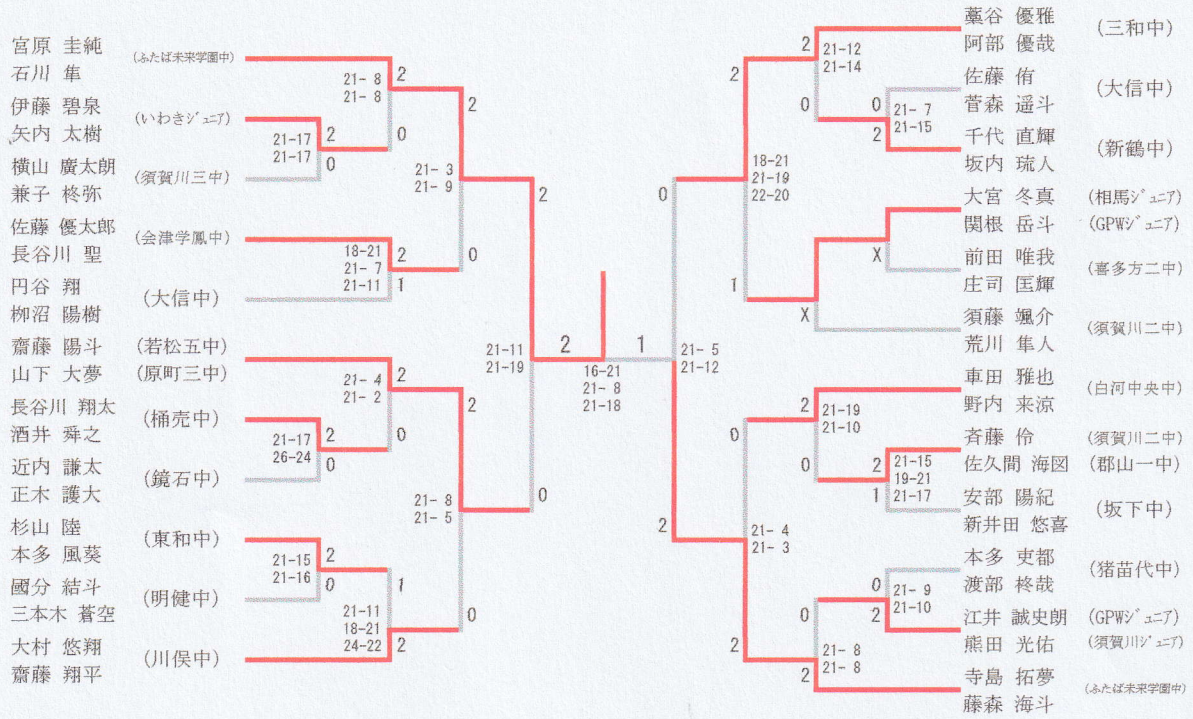 宮原 圭純
石川 隼
(ふたば未来学園中)
伊藤 碧泉
矢内 太樹
(いわきジュニア)
横山 廣太朗
兼子 柊弥
(須賀川三中)
佐藤 優太郎
長谷川 聖
(会津学鳳中)
円谷 翔
柳沼 陽樹
(大信中)
齋藤 陽斗 (若松五中)
山下 大夢 (原町三中)
長谷川 翔太
酒井 舜之
(桶売中)
近内 謙太
正木 護大
(鏡石中)
杉山 陸
本多 風葵
(東和中)
國分 結斗
三本木 蒼空
(明健中)
大村 悠翔
齋藤 翔平
(川俣中)
21- 8
21- 8
2
0
21-17
21-17
2
0
21- 3
21- 9
2
0
18-21
21- 7
21-11
2
1
21-11
21-19
2
0
21- 4
21- 2
2
0
21-17
26-24
2
0
21- 8
21- 5
2
0
21-15
21-16
2
0
21-11
18-21
24-22
1
2
2
1
16-21
21- 8
21-18
藁谷 優雅
阿部 優哉
(三和中)
佐藤 侑
菅森 遥斗
(大信中)
千代 直輝
坂内 琉人
(新鶴中)
大宮 冬真 (相馬ジュニア)
関根 岳斗 (GPWジュニア)
前田 唯我
庄司 匡輝
(喜多方二中)
須藤 颯介
荒川 隼人
(須賀川二中)
車田 雅也
野内 来涼
(白河中央中)
斉藤 伶 (須賀川二中)
佐久間 海図 (郡山一中)
安部 陽紀
新井田 悠喜
(坂下中)
本多 吏都
渡部 柊哉
(猪苗代中)
江井 誠史朗 (GPWジュニア)
熊田 光佑 (須賀川ジュニア)
寺島 拓夢
藤森 海斗
(ふたば未来学園中)
2
0
21-12
21-14
0
2
21- 7
21-15
2
1
18-21
21-19
22-20
X
X
0
2
21- 5
21-12
2
0
21-19
21-10
2
1
21-15
19-21
21-17
0
2
21- 4
21- 3
0
2
21- 9
21-10
0
2
21- 8
21- 8